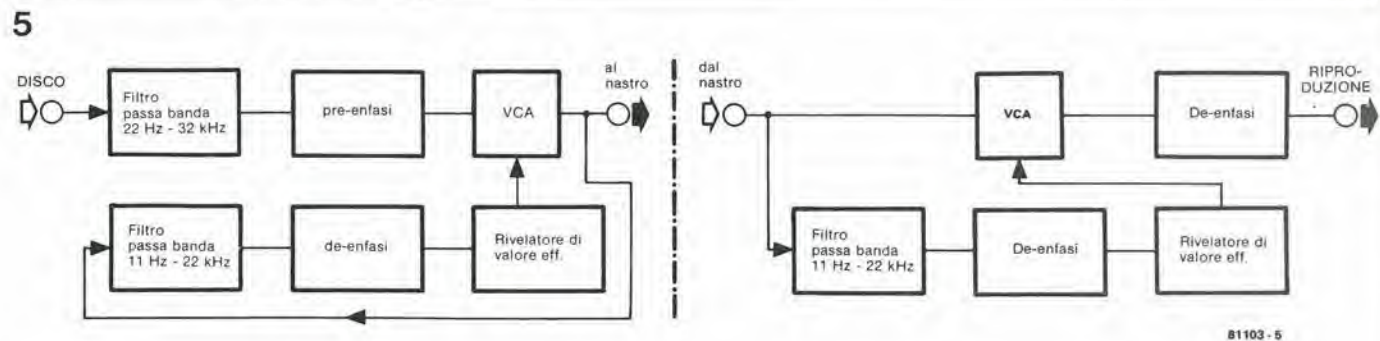 5
DISCO
Filtro
passa banda
22 Hz - 32 kHz
pre-enfasi
VCA
al
nastro
Filtro
passa banda
11 Hz - 22 kHz
de-enfasi
Rivelatore di
valore eff.
dal
nastro
VCA
De-enfasi
RIPRO-
DUZIONE
Filtro
passa banda
11 Hz - 22 kHz
De-enfasi
Rivelatore di
valore eff.
81103 - 5